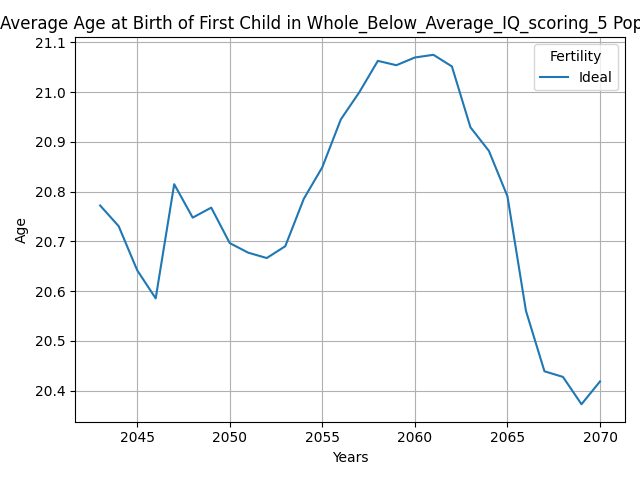 Average Age at Birth of First Child in Whole_Below_Average_IQ_scoring_5 Pop
21.1
21.0
20.9
20.8
20.7
20.6
20.5
20.4
Age
Fertility
Ideal
2045 2050 2055 2060 2065 2070
Years